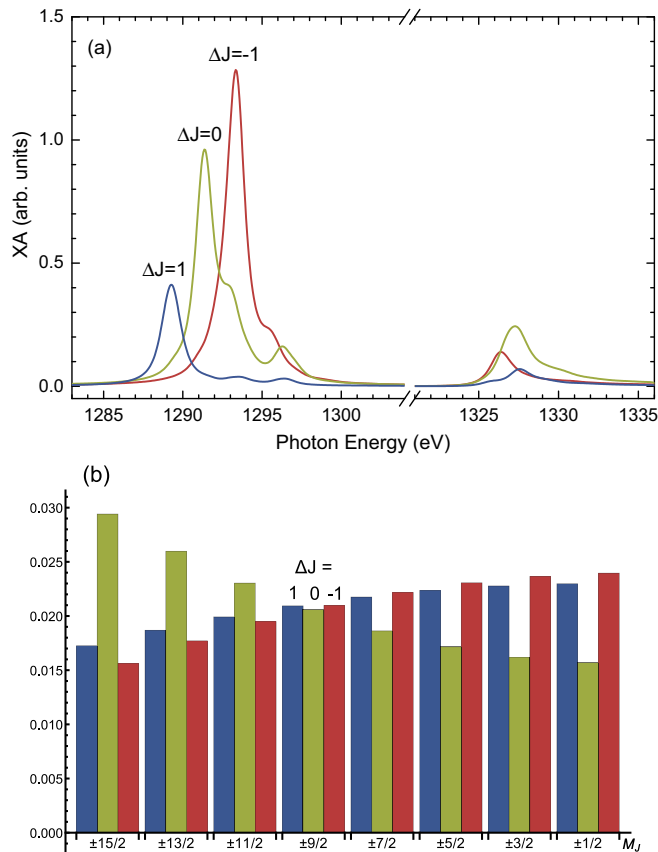 (a)
XA (arb. units)
1.5
1.0
0.5
0.0
ΔJ=-1
ΔJ=0
ΔJ=1
1285 1290 1295 1300 1325 1330 1335
Photon Energy (eV)
(b)
0.030
0.025
0.020
0.015
0.010
0.005
0.000
ΔJ =
1 0 -1
±15/2 ±13/2 ±11/2 ±9/2 ±7/2 ±5/2 ±3/2 ±1/2 M_J